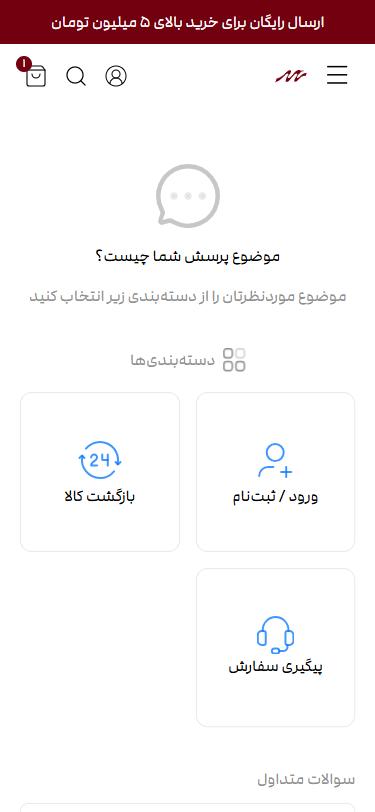 ارسال رایگان برای خرید بالای ۵ میلیون تومان
۱
موضوع پرسش شما چیست؟
موضوع موردنظرتان را از دسته‌بندی زیر انتخاب کنید
دسته‌بندی‌ها
ورود / ثبت‌نام
24
بازگشت کالا
پیگیری سفارش
سوالات متداول